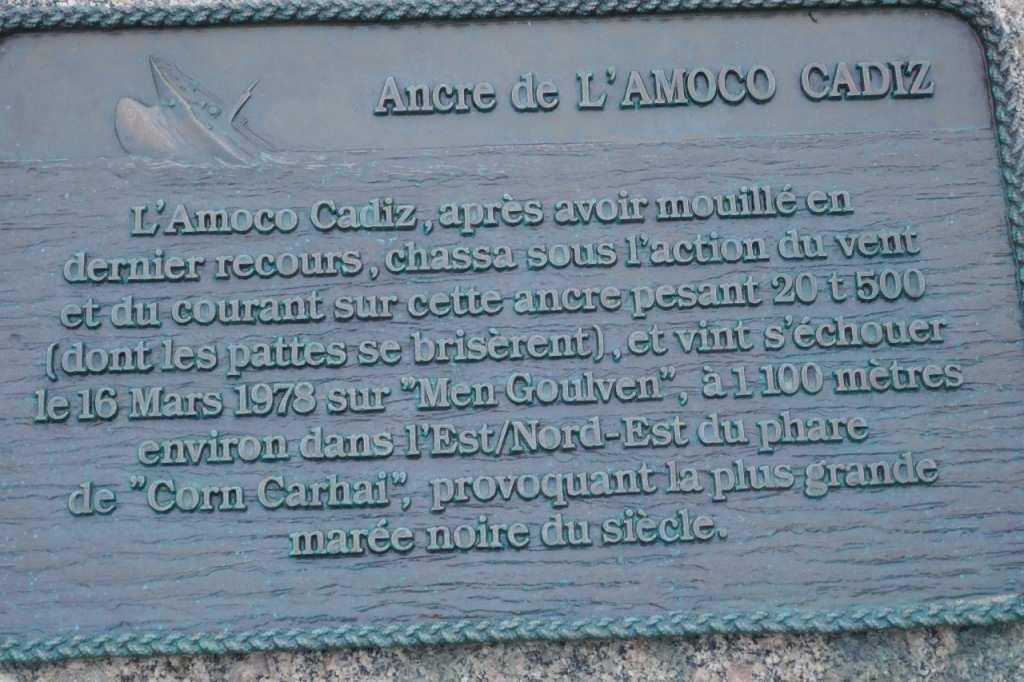 Ancre de L'AMOCO CADIZ
L'Amoco Cadiz, après avoir mouillé en
dernier recours, chassa sous l'action du vent
et du courant sur cette ancre pesant 20 t 500
(dont les pattes se brisèrent), et vint s'échouer
le 16 Mars 1978 sur "Men Goulven", à 1 100 mètres
environ dans l'Est/Nord-Est du phare
de "Corn Carhai", provoquant la plus grande
marée noire du siècle.